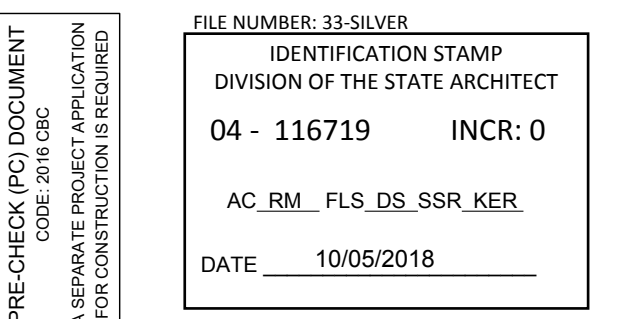 PRE-CHECK (PC) DOCUMENT
CODE: 2016 CBC
A SEPARATE PROJECT APPLICATION
FOR CONSTRUCTION IS REQUIRED
FILE NUMBER: 33-SILVER
IDENTIFICATION STAMP
DIVISION OF THE STATE ARCHITECT
04 - 116719 INCR: 0
AC RM FLS DS SSR KER
DATE 10/05/2018